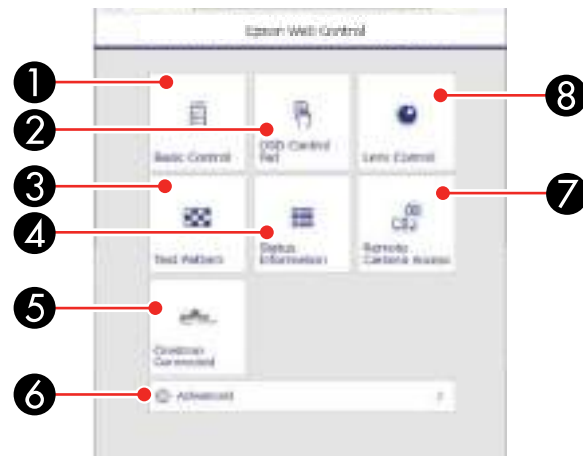 Epson Web Control
1
2
3
4
5
6
7
8
Basic Control
OSD Control
Pad
Lens Control
Test Pattern
Status
Information
Remote
Camera Access
Crestron
Connected
Advanced